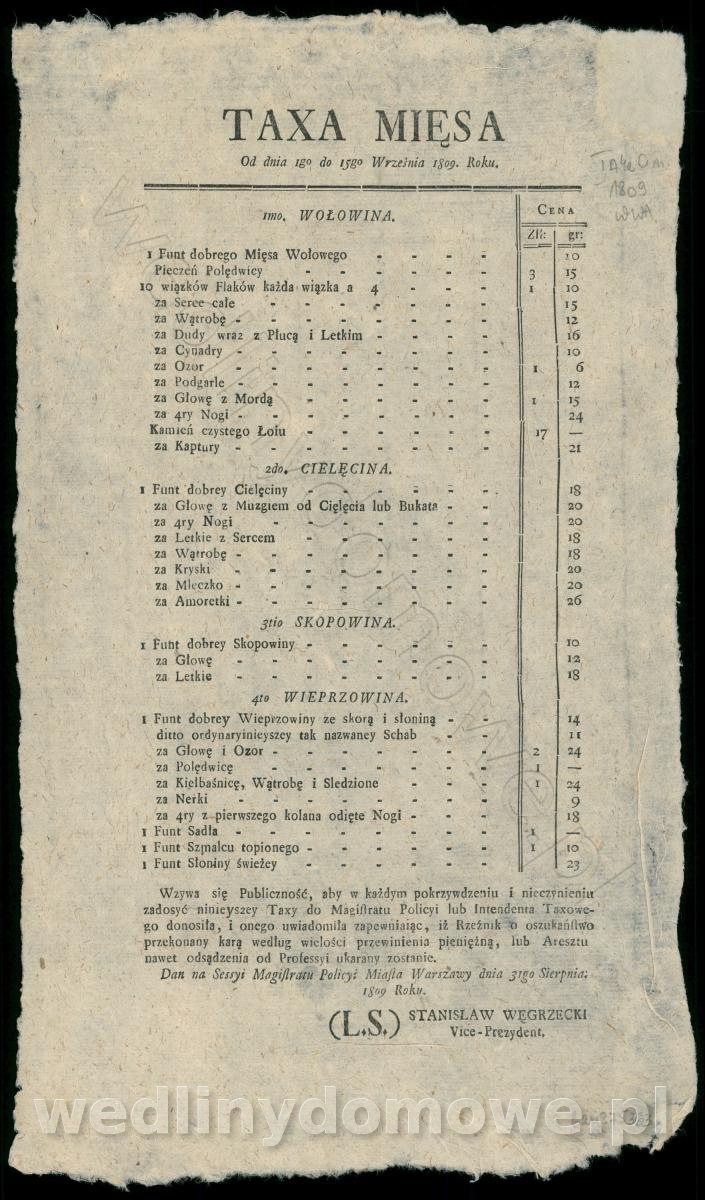 TAXA MIĘSA
Od dnia 1go do 15go Września 1809. Roku.
TAxa m.
1809
WWA
CENA
1mo. WOŁOWINA.
Złł: gr:
1 Funt dobrego Mięsa Wołowego - - - - 10
Pieczeń Polędwicy - - - - - - 3 15
10 wiązków Flaków każda wiązka a 4 - - - 1 10
za Serce całe - - - - - - - 15
za Wątrobę - - - - - - - - 12
za Dudy wraz z Płucą i Letkim - - - - 16
za Cynadry - - - - - - - - 10
za Ozor - - - - - - - 1 6
za Podgarle - - - - - - - - 12
za Głowę z Mordą - - - - - - 1 15
za 4ry Nogi - - - - - - - - 24
Kamień czystego Łoiu - - - - - - 17 —
za Kaptury - - - - - - - - 21
2do. CIELĘCINA.
1 Funt dobrey Cielęciny - - - - - - 18
za Głowę z Muzgiem od Cięlęcia lub Bukata - - 20
za 4ry Nogi - - - - - - - 20
za Letkie z Sercem - - - - - - 18
za Wątrobę - - - - - - - - 18
za Kryski - - - - - - - - 20
za Mleczko - - - - - - - - 20
za Amoretki - - - - - - - - 26
3tio SKOPOWINA.
1 Funt dobrey Skopowiny - - - - - - 10
za Głowę - - - - - - - - 12
za Letkie - - - - - - - - 18
4to WIEPRZOWINA.
1 Funt dobrey Wieprzowiny ze skorą i słoniną - - 14
ditto ordynaryinieyszey tak nazwaney Schab - - 11
za Głowę i Ozor - - - - - - - 2 24
za Polędwicę - - - - - - - 1 —
za Kiełbaśnicę, Wątrobę i Sledzione - - - 1 24
za Nerki - - - - - - - - 9
za 4ry z pierwszego kolana odięte Nogi - - - 18
1 Funt Sadła - - - - - - - - 1 —
1 Funt Szmalcu topionego - - - - - - 1 10
1 Funt Słoniny świeżey - - - - - - 23
Wzywa się Publiczność, aby w każdym pokrzywdzeniu i nieczynieniu
zadosyć ninieyszey Taxy do Magistratu Policyi lub Intendenta Taxowe-
go donosiła, i onego uwiadomiła zapewniaiąc, iż Rzeźnik o oszukaństwo
przekonany karą według wielości przewinienia pieniężną, lub Aresztu
nawet odsądzenia od Professyi ukarany zostanie.
Dan na Sessyi Magistratu Policyi Miasta Warszawy dnia 31go Sierpnia:
1809 Roku.
(L.S.) STANISŁAW WĘGRZECKI
Vice-Prezydent.
wedlinydomowe.pl
wedlinydomowe.pl